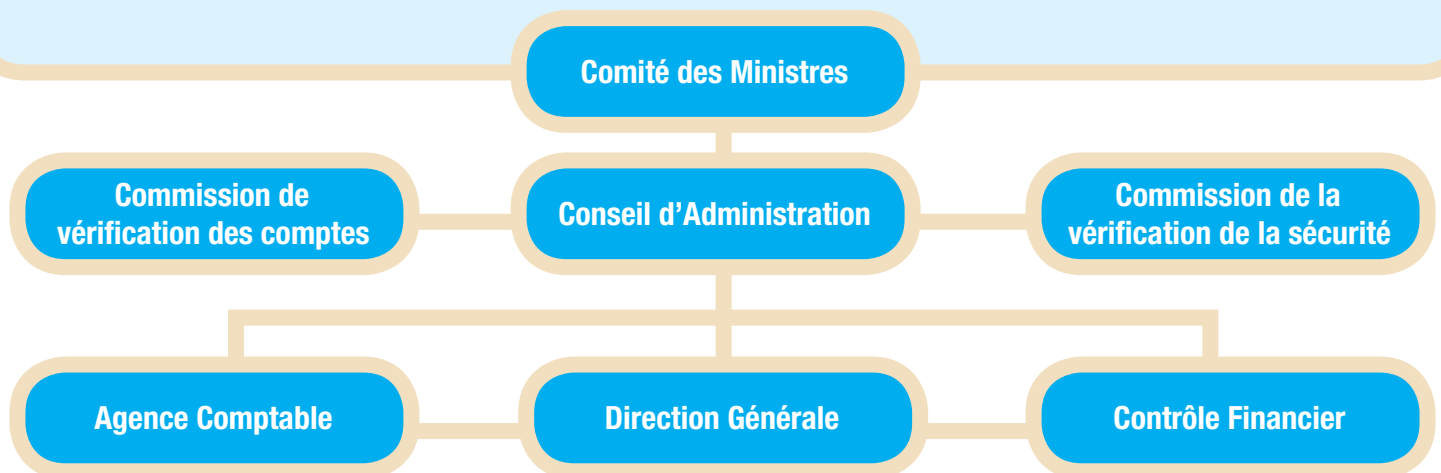 Comité des Ministres
Commission de
vérification des comptes
Conseil d’Administration
Commission de la
vérification de la sécurité
Agence Comptable
Direction Générale
Contrôle Financier